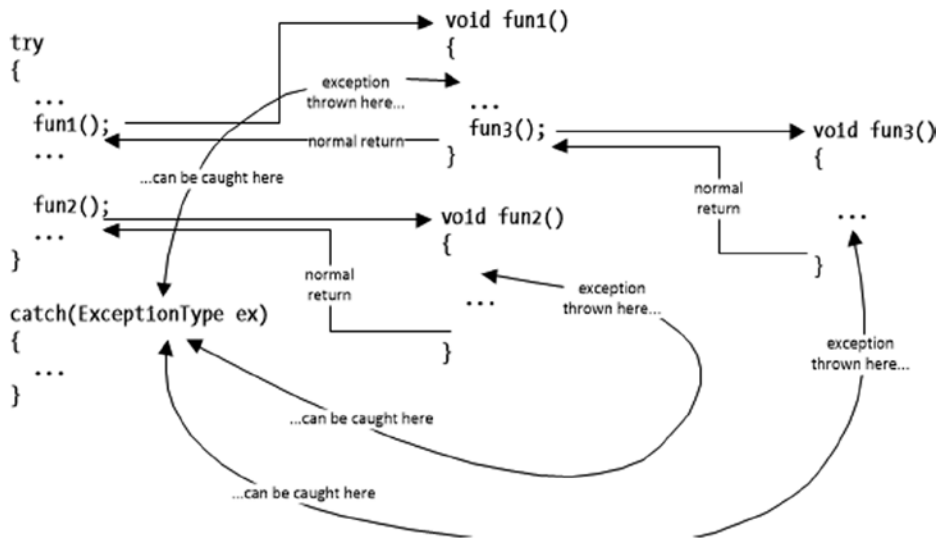 try
{
...
fun1();
...
fun2();
...
}
catch(ExceptionType ex)
{
...
}
void fun1()
{
...
fun3();
}
exception
thrown here...
normal return
...can be caught here
void fun2()
{
...
}
normal
return
exception
thrown here...
...can be caught here
void fun3()
{
...
}
normal
return
exception
thrown here...
...can be caught here